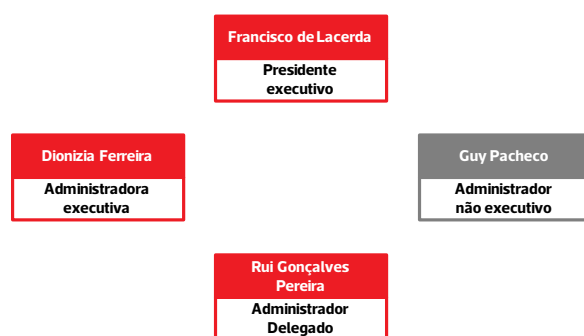 Francisco de Lacerda
Presidente
executivo
Dionizia Ferreira
Administradora
executiva
Guy Pacheco
Administrador
não executivo
Rui Gonçalves
Pereira
Administrador
Delegado